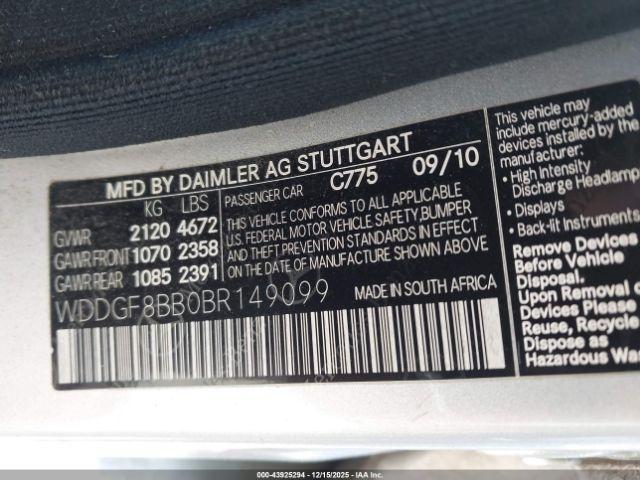 MFD BY DAIMLER AG STUTTGART
KG LBS
GVWR 2120 4672
GAWR FRONT 1070 2358
GAWR REAR 1085 2391
PASSENGER CAR C775 09/10
THIS VEHICLE CONFORMS TO ALL APPLICABLE
U.S. FEDERAL MOTOR VEHICLE SAFETY, BUMPER
AND THEFT PREVENTION STANDARDS IN
EFFECT ON THE DATE OF MANUFACTURE SHOWN ABOVE
WDDGF8BB0BR149099 MADE IN SOUTH AFRICA
This vehicle may
include mercury-added
devices installed by the
manufacturer:
• High Intensity
Discharge Headlamp
• Displays
• Back-lit Instruments
Remove Devices
Before Vehicle
Disposal.
Upon Removal of
Devices Please
Reuse, Recycle
Dispose as
Hazardous Wa
000-43925294 - 12/15/2025 - IAAI.COM